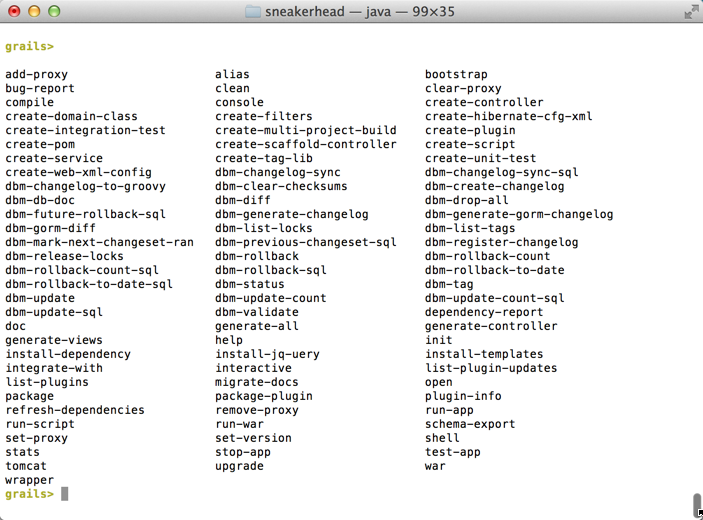 sneakerhead — java — 99×35
grails>
add-proxy alias bootstrap
bug-report clean clear-proxy
compile console create-controller
create-domain-class create-filters create-hibernate-cfg-xml
create-integration-test create-multi-project-build create-plugin
create-pom create-scaffold-controller create-script
create-service create-tag-lib create-unit-test
create-web-xml-config dbm-changelog-sync dbm-changelog-sync-sql
dbm-changelog-to-groovy dbm-clear-checksums dbm-create-changelog
dbm-db-doc dbm-diff dbm-drop-all
dbm-future-rollback-sql dbm-generate-changelog dbm-generate-gorm-changelog
dbm-gorm-diff dbm-list-locks dbm-list-tags
dbm-mark-next-changeset-ran dbm-previous-changeset-sql dbm-register-changelog
dbm-release-locks dbm-rollback dbm-rollback-count
dbm-rollback-count-sql dbm-rollback-sql dbm-rollback-to-date
dbm-rollback-to-date-sql dbm-status dbm-tag
dbm-update dbm-update-count dbm-update-count-sql
dbm-update-sql dbm-validate dependency-report
doc generate-all generate-controller
generate-views help init
install-dependency install-jq-uery install-templates
integrate-with interactive list-plugin-updates
list-plugins migrate-docs open
package package-plugin plugin-info
refresh-dependencies remove-proxy run-app
run-script run-war schema-export
set-proxy set-version shell
stats stop-app test-app
tomcat upgrade war
wrapper
grails>